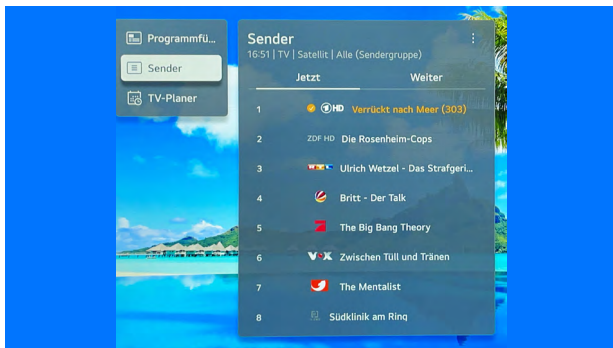 Programmfü...
Sender
TV-Planer
Sender
16:51 | TV | Satellit | Alle (Sendergruppe)
Jetzt Weiter
1 HD Verrückt nach Meer (303)
2 ZDF HD Die Rosenheim-Cops
3 Ulrich Wetzel - Das Strafgeri...
4 Britt - Der Talk
5 The Big Bang Theory
6 VOX Zwischen Tüll und Tränen
7 The Mentalist
8 Südklinik am Ring